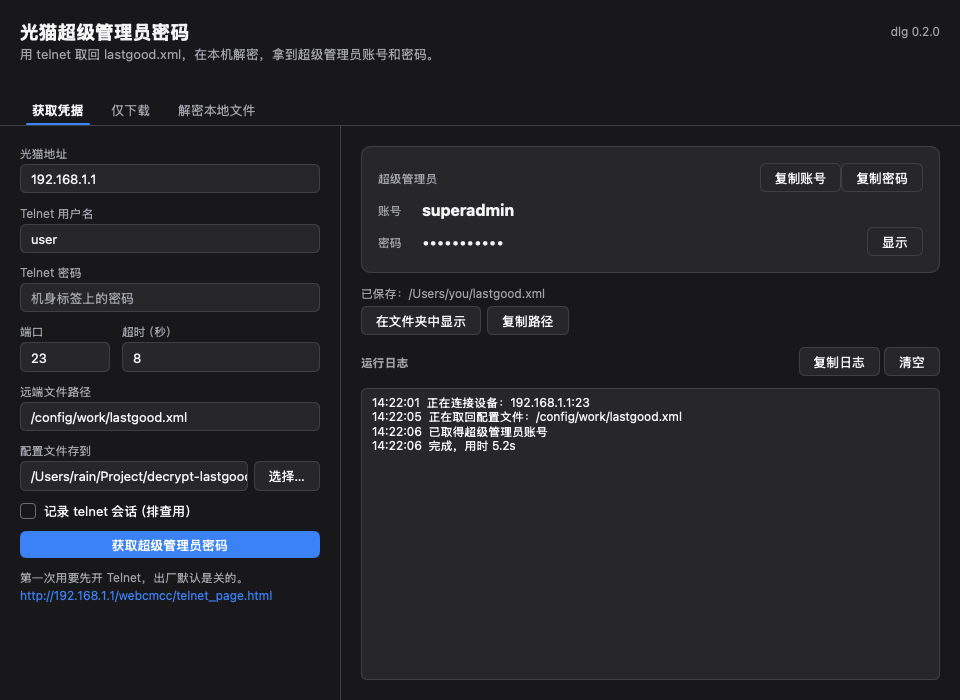 光猫超级管理员密码
dlg 0.2.0
用 telnet 取回 lastgood.xml，在本机解密，拿到超级管理员账号和密码。
获取凭据
仅下载
解密本地文件
光猫地址
192.168.1.1
Telnet 用户名
user
Telnet 密码
机身标签上的密码
端口
超时 (秒)
23
8
远端文件路径
/config/work/lastgood.xml
配置文件存到
/Users/rain/Project/decrypt-lastgoo
选择...
记录 telnet 会话 (排查用)
获取超级管理员密码
第一次用要先开 Telnet，出厂默认是关的。
http://192.168.1.1/webcmcc/telnet_page.html
超级管理员
复制账号
复制密码
账号
superadmin
密码
•••••••••••
显示
已保存：/Users/you/lastgood.xml
在文件夹中显示
复制路径
运行日志
复制日志
清空
14:22:01 正在连接设备：192.168.1.1:23
14:22:05 正在取回配置文件：/config/work/lastgood.xml
14:22:06 已取得超级管理员账号
14:22:06 完成，用时 5.2s